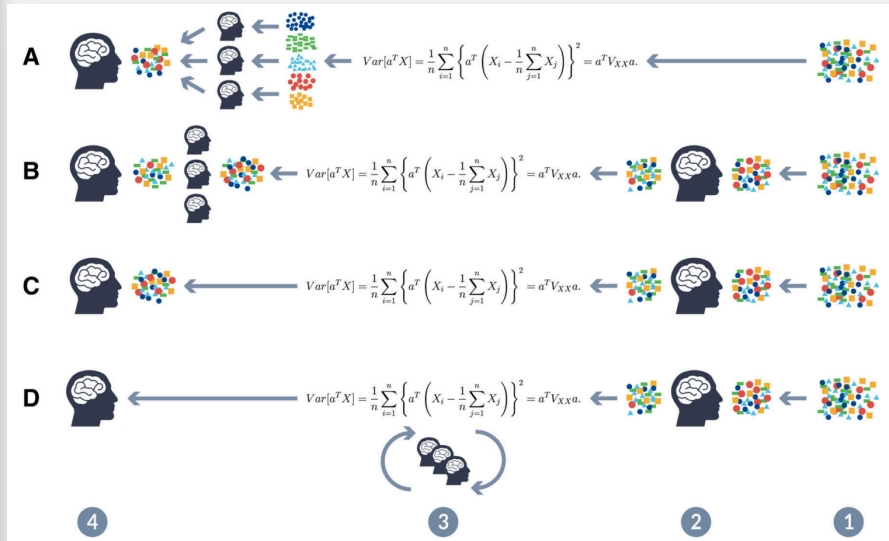 A
Var[a^T X] = \frac{1}{n} \sum_{i=1}^{n} \left\{ a^T \left( X_i - \frac{1}{n} \sum_{j=1}^{n} X_j \right) \right\}^2 = a^T V_{XX} a.
B
Var[a^T X] = \frac{1}{n} \sum_{i=1}^{n} \left\{ a^T \left( X_i - \frac{1}{n} \sum_{j=1}^{n} X_j \right) \right\}^2 = a^T V_{XX} a.
C
Var[a^T X] = \frac{1}{n} \sum_{i=1}^{n} \left\{ a^T \left( X_i - \frac{1}{n} \sum_{j=1}^{n} X_j \right) \right\}^2 = a^T V_{XX} a.
D
Var[a^T X] = \frac{1}{n} \sum_{i=1}^{n} \left\{ a^T \left( X_i - \frac{1}{n} \sum_{j=1}^{n} X_j \right) \right\}^2 = a^T V_{XX} a.
4 3 2 1